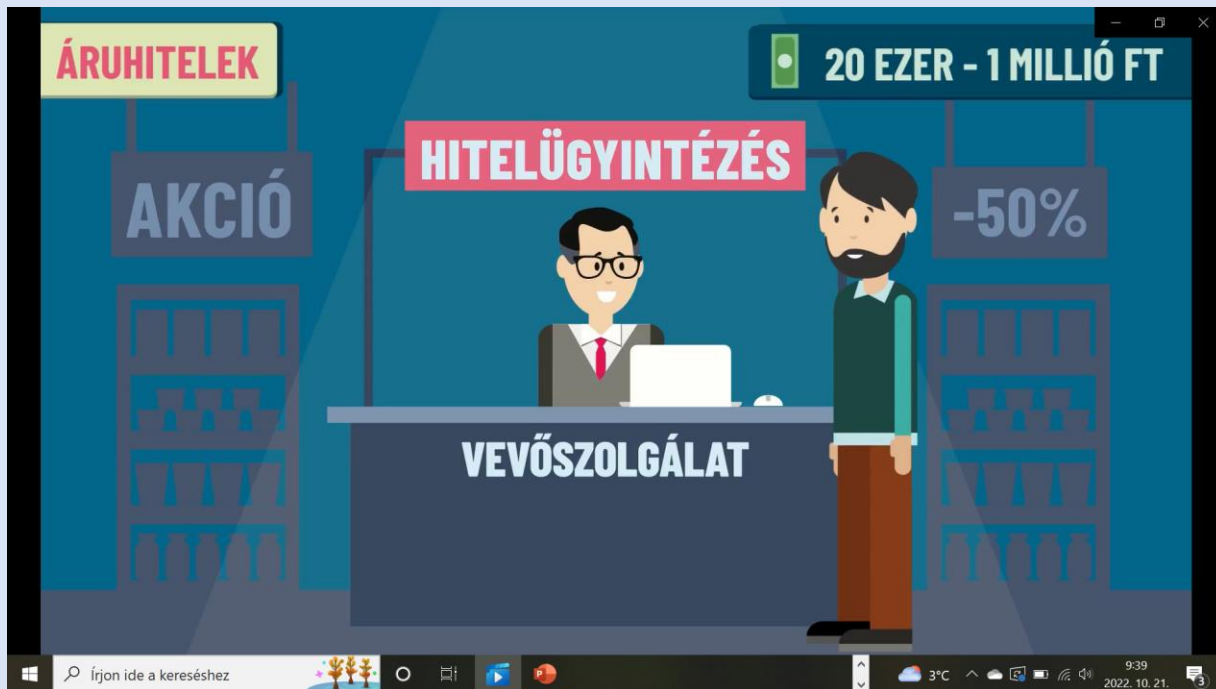 ÁRUHITELEK
20 EZER - 1 MILLIÓ FT
HITELÜGYINTÉZÉS
AKCIÓ
-50%
VEVŐSZOLGÁLAT
Írjon ide a kereséshez
3°C
9:39
2022. 10. 21.
3